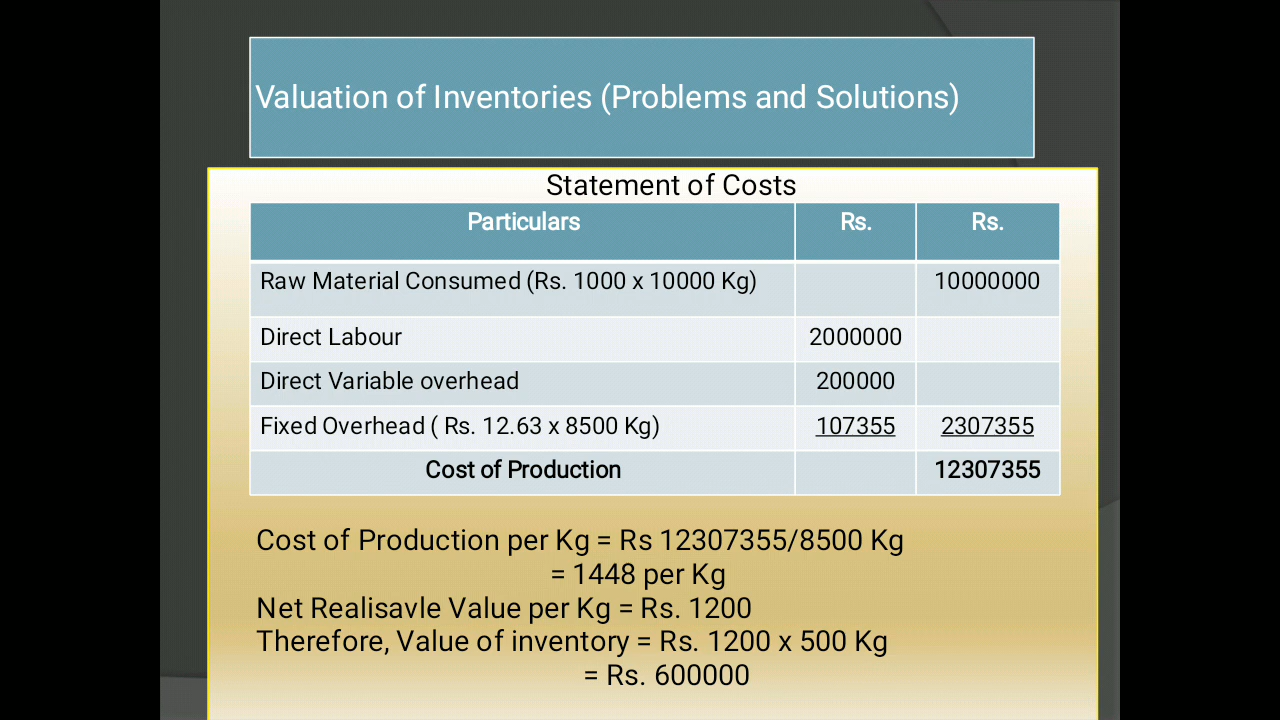 Valuation of Inventories (Problems and Solutions)
Statement of Costs
Particulars Rs. Rs.
Raw Material Consumed (Rs. 1000 x 10000 Kg) 10000000
Direct Labour 2000000
Direct Variable overhead 200000
Fixed Overhead ( Rs. 12.63 x 8500 Kg) 107355 2307355
Cost of Production 12307355
Cost of Production per Kg = Rs 12307355/8500 Kg
= 1448 per Kg
Net Realisavle Value per Kg = Rs. 1200
Therefore, Value of inventory = Rs. 1200 x 500 Kg
= Rs. 600000